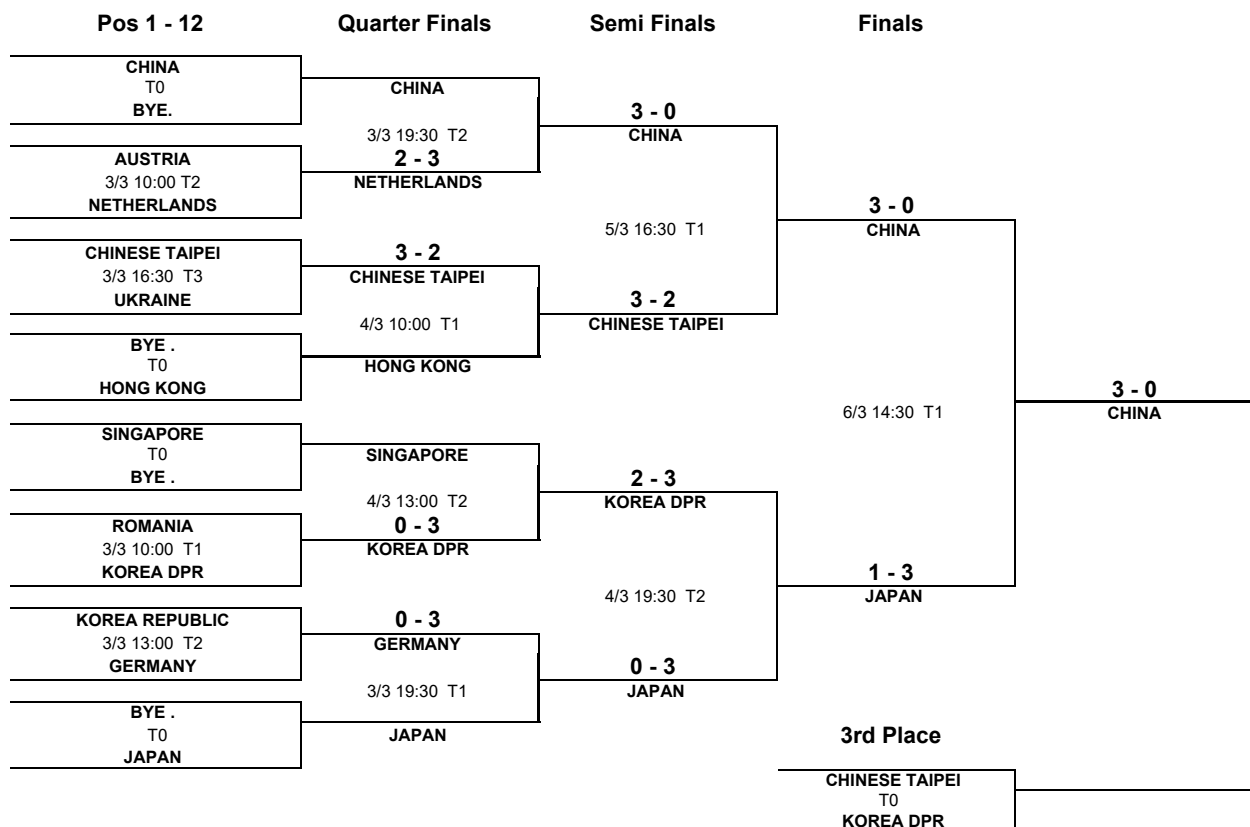 Pos 1 - 12
Quarter Finals
Semi Finals
Finals
CHINA
T0
BYE.
AUSTRIA
3/3 10:00 T2
NETHERLANDS
CHINESE TAIPEI
3/3 16:30 T3
UKRAINE
BYE .
T0
HONG KONG
SINGAPORE
T0
BYE .
ROMANIA
3/3 10:00 T1
KOREA DPR
KOREA REPUBLIC
3/3 13:00 T2
GERMANY
BYE .
T0
JAPAN
CHINA
3/3 19:30 T2
2 - 3
NETHERLANDS
3 - 2
CHINESE TAIPEI
4/3 10:00 T1
HONG KONG
SINGAPORE
4/3 13:00 T2
0 - 3
KOREA DPR
0 - 3
GERMANY
3/3 19:30 T1
JAPAN
3 - 0
CHINA
5/3 16:30 T1
3 - 2
CHINESE TAIPEI
2 - 3
KOREA DPR
4/3 19:30 T2
0 - 3
JAPAN
3 - 0
CHINA
6/3 14:30 T1
1 - 3
JAPAN
3 - 0
CHINA
3rd Place
CHINESE TAIPEI
T0
KOREA DPR